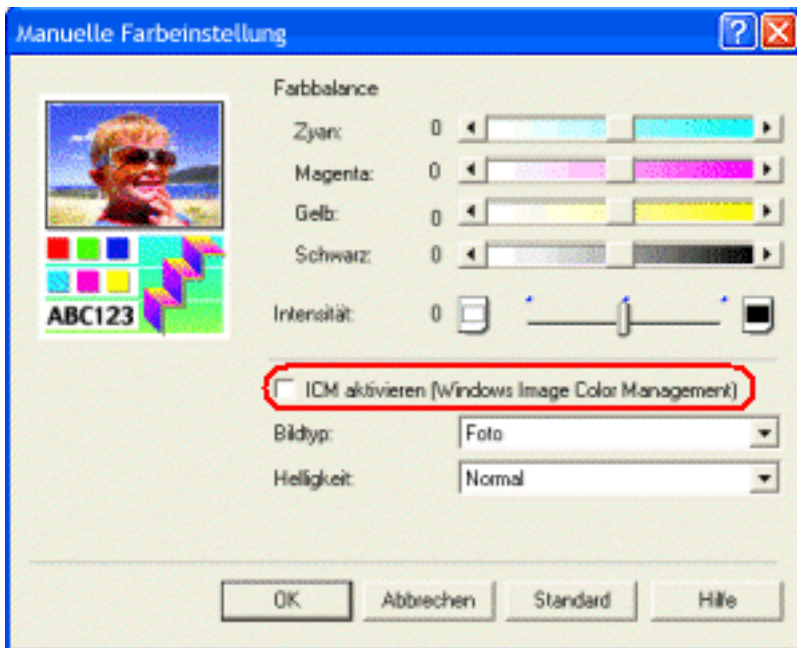 Manuelle Farbeinstellung
Farbbalance
Zyan: 0
Magenta: 0
Gelb: 0
Schwarz: 0
Intensität: 0
ABC123
ICM aktivieren (Windows Image Color Management)
Bildtyp: Foto
Helligkeit: Normal
OK Abbrechen Standard Hilfe